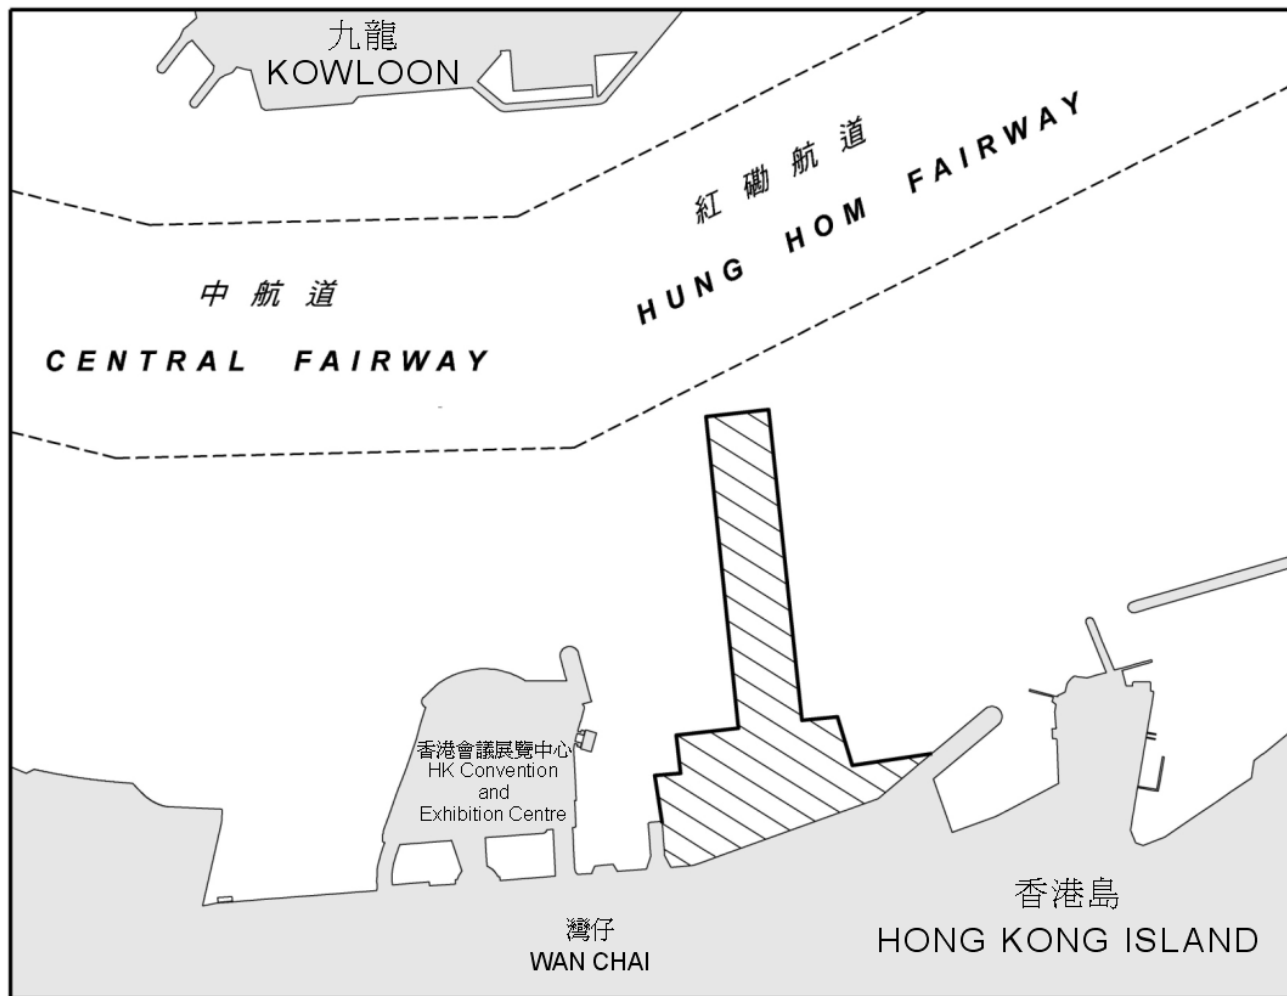 九龍
KOWLOON
紅磡航道
HUNG HOM FAIRWAY
中航道
CENTRAL FAIRWAY
香港會議展覽中心
HK Convention
and
Exhibition Centre
灣仔
WAN CHAI
香港島
HONG KONG ISLAND